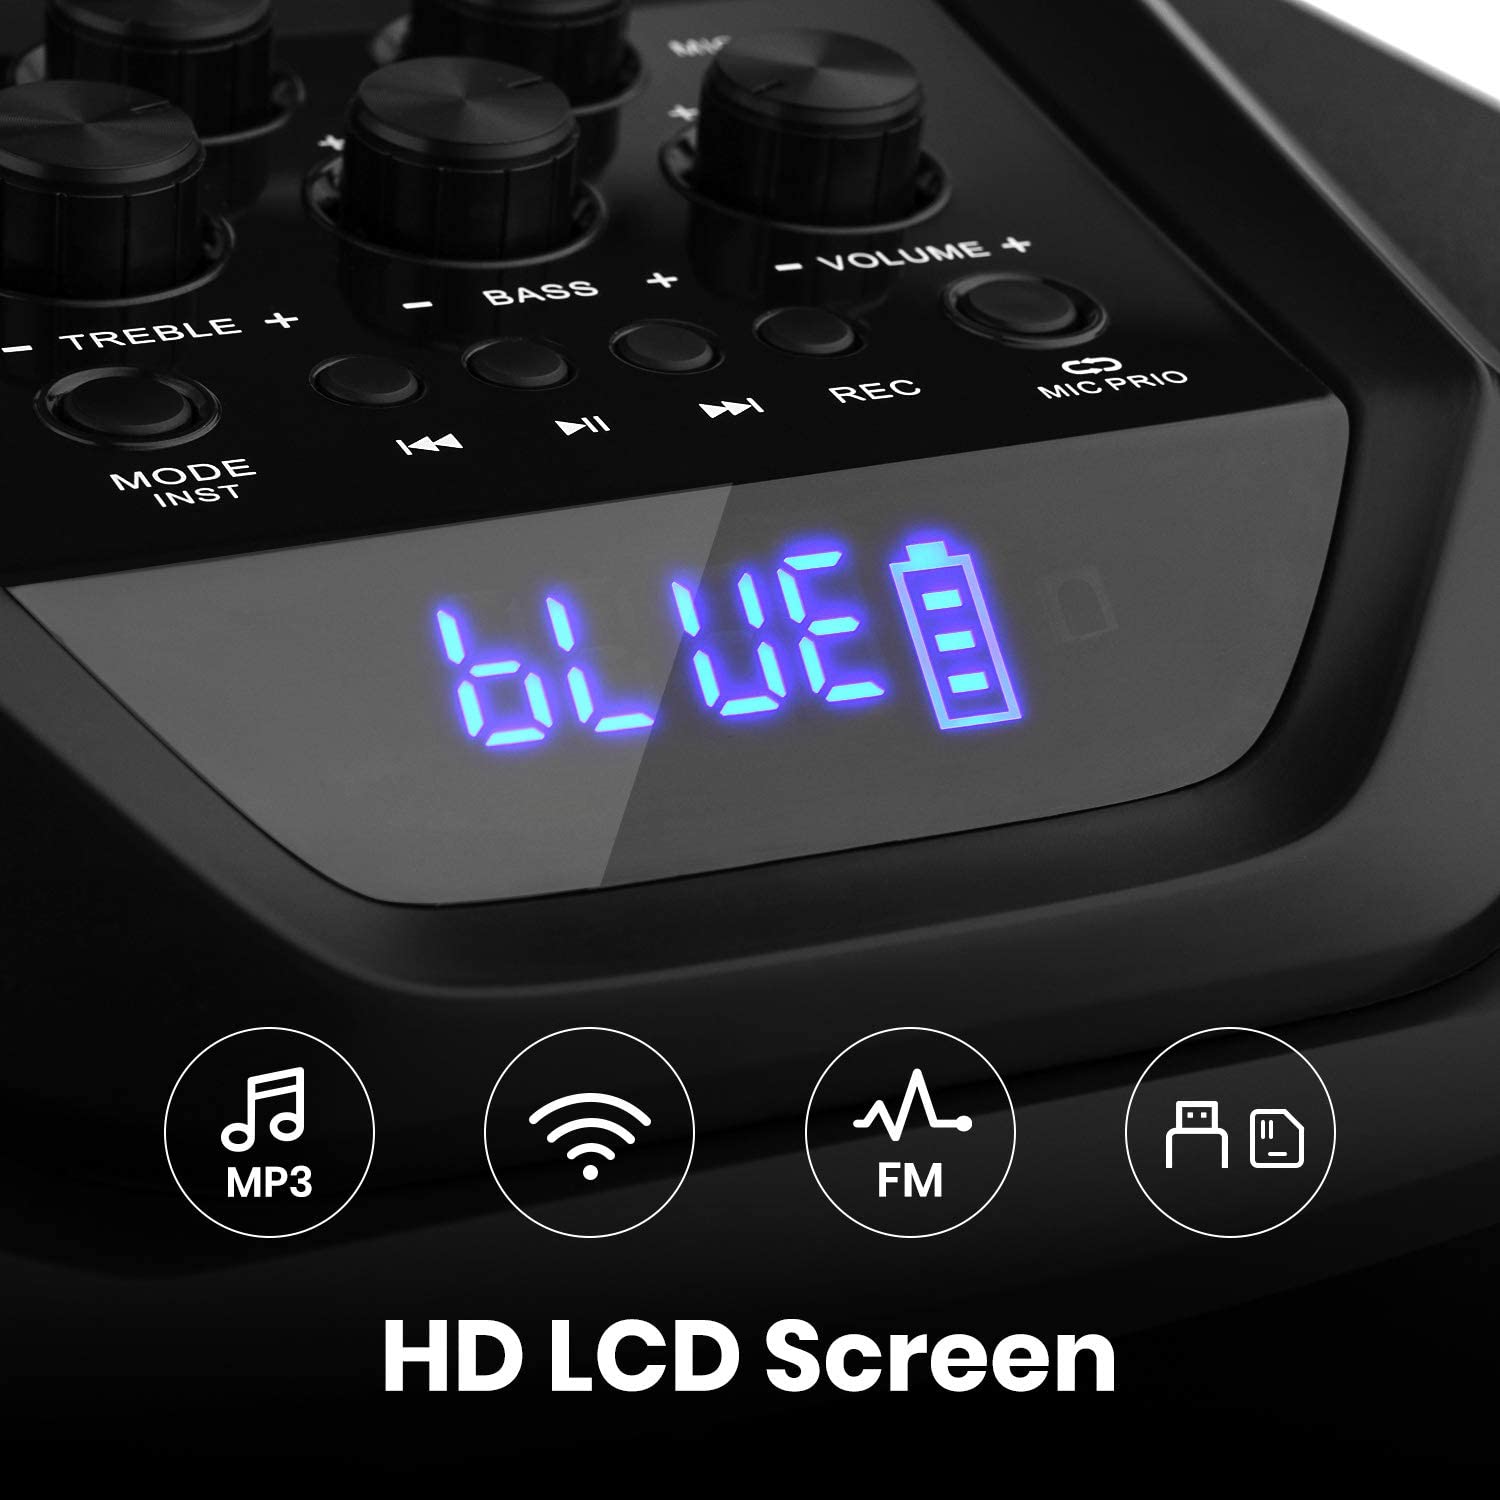 - VOLUME +
- BASS +
- TREBLE +
REC
MIC PRIO
MODE
INST
bLUE
MP3
FM
HD LCD Screen